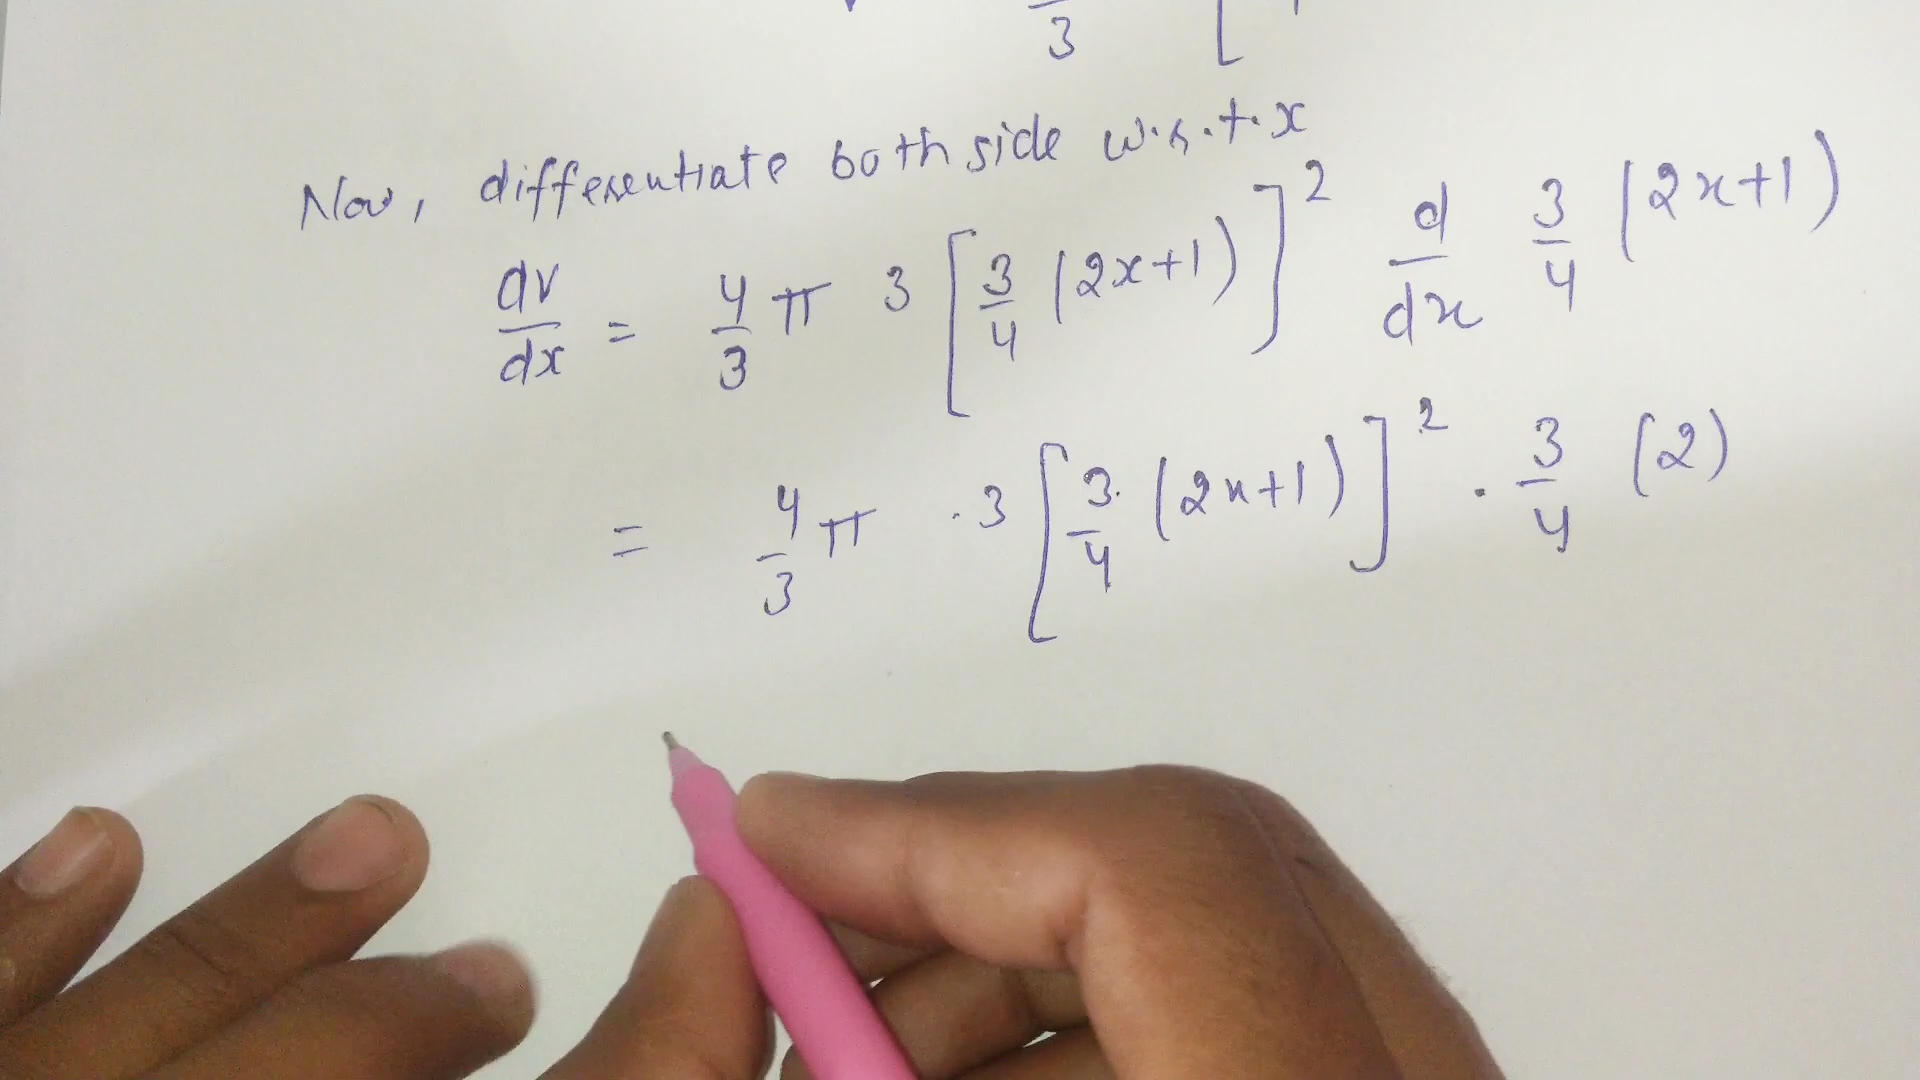 3 [
Now, differentiate both side w.r.t. x
dv/dx = 4/3 π 3 [3/4 (2x+1)]² d/dx 3/4 (2x+1)
= 4/3 π .3 [3/4 (2x+1)]² . 3/4 (2)